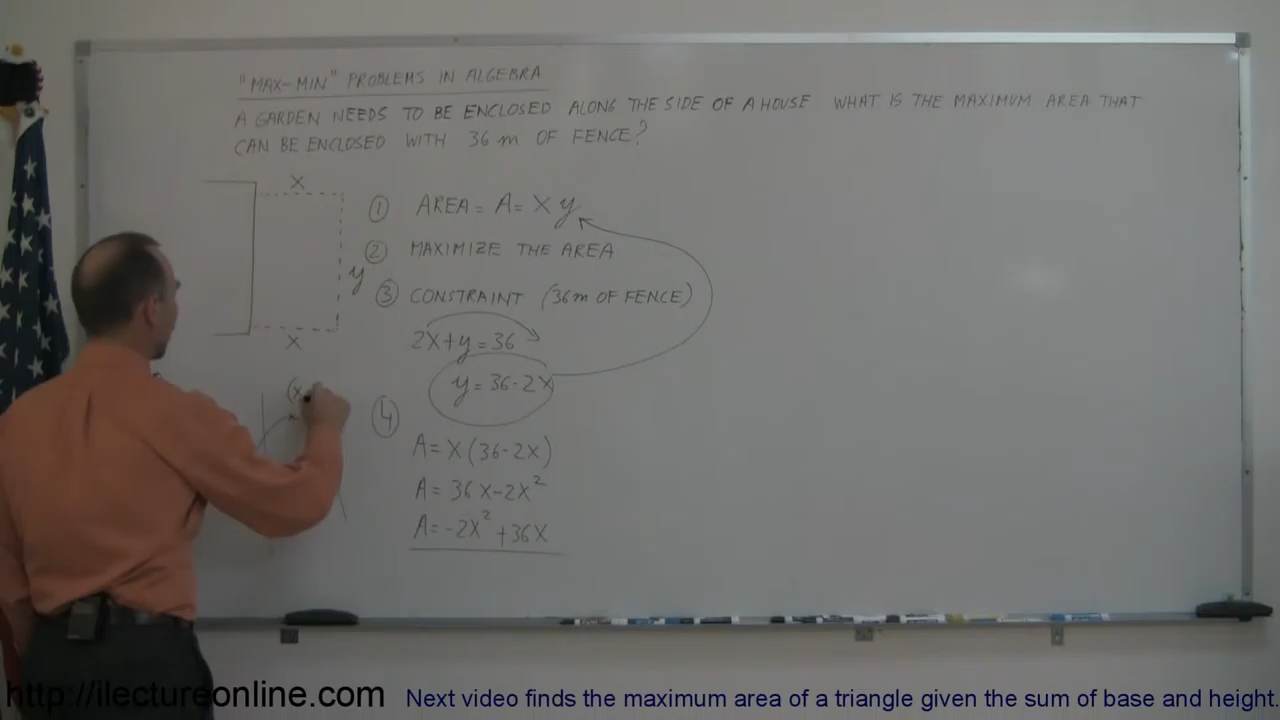 "MAX-MIN" PROBLEMS IN ALGEBRA
A GARDEN NEEDS TO BE ENCLOSED ALONG THE SIDE OF A HOUSE WHAT IS THE MAXIMUM AREA THAT
CAN BE ENCLOSED WITH 36 m OF FENCE?
X
y
X
(x
① AREA = A = X y
② MAXIMIZE THE AREA
③ CONSTRAINT (36m OF FENCE)
2X+y=36
y=36-2X
④
A=X(36-2X)
A=36X-2X²
A=-2X²+36X
http://ilectureonline.com
Next video finds the maximum area of a triangle given the sum of base and height.